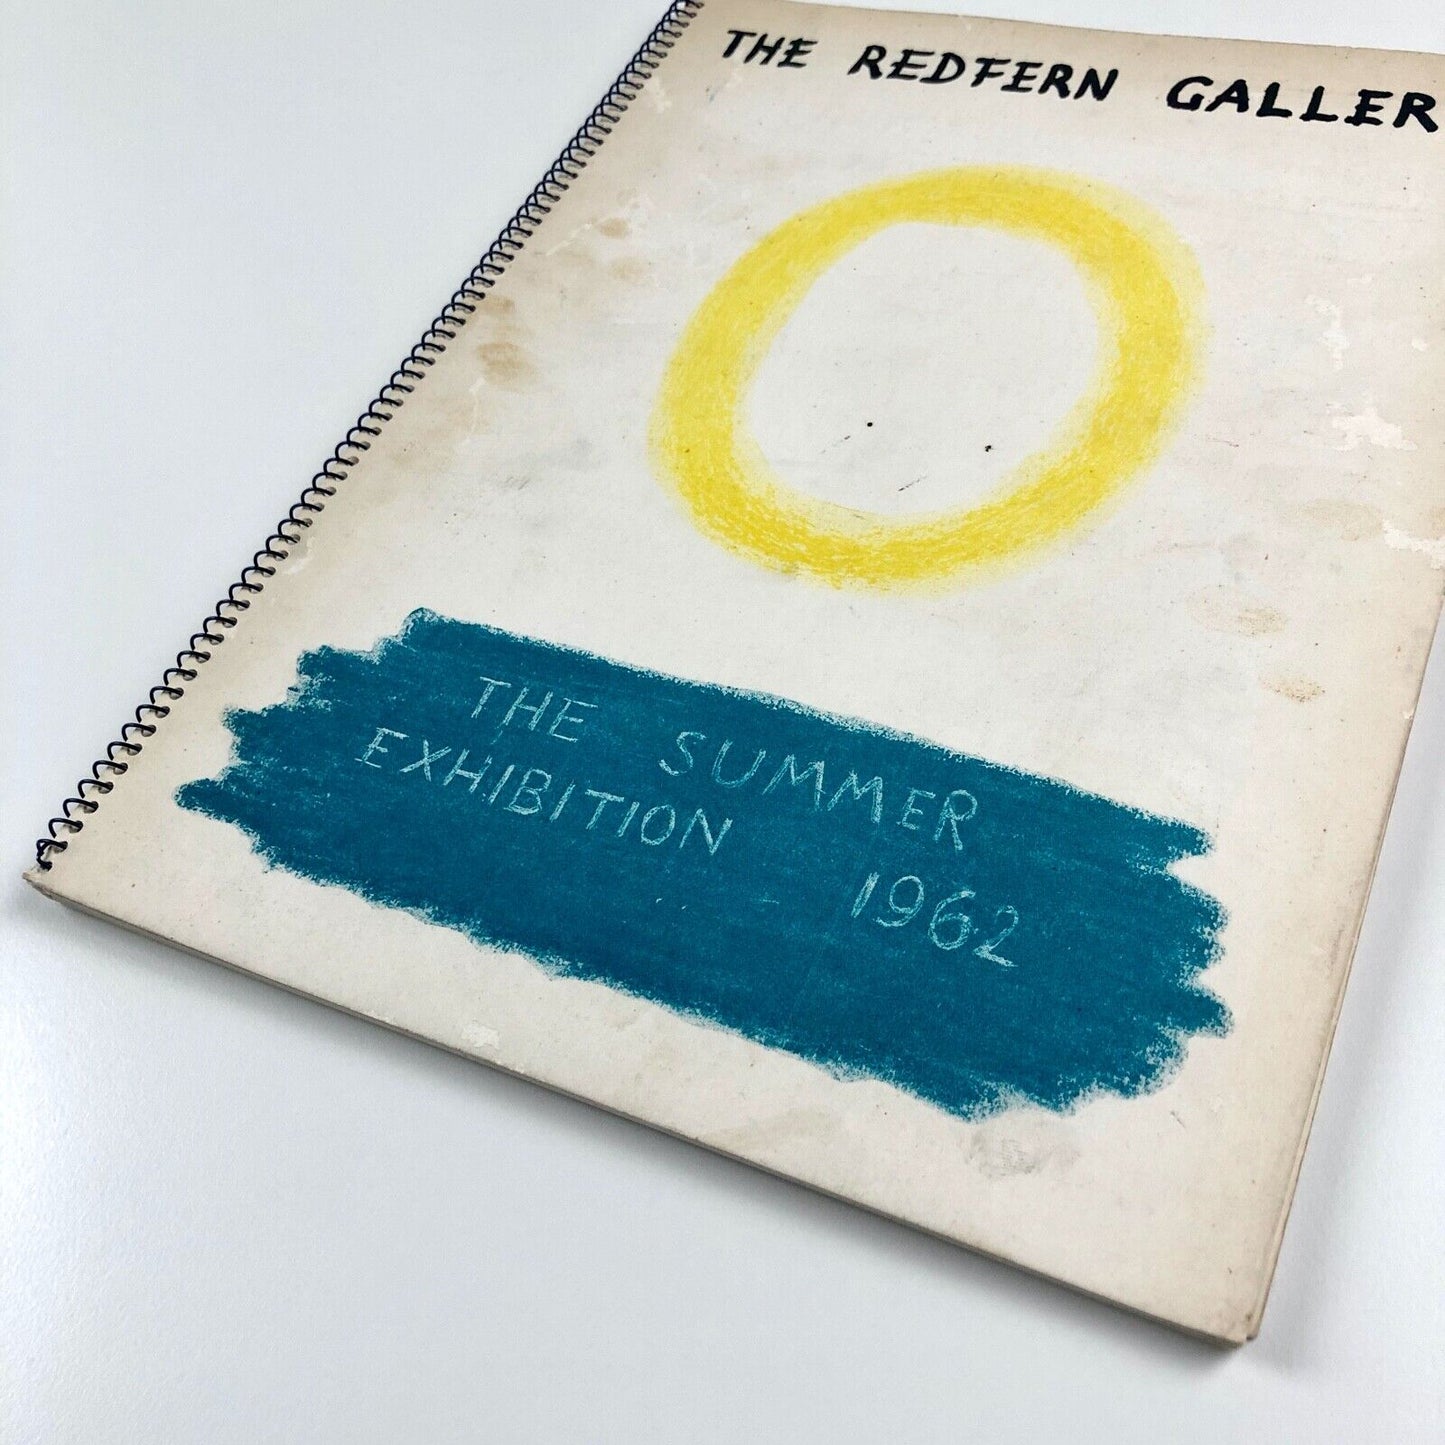 THE REDFERN GALLER
THE SUMMER
EXHIBITION 1962